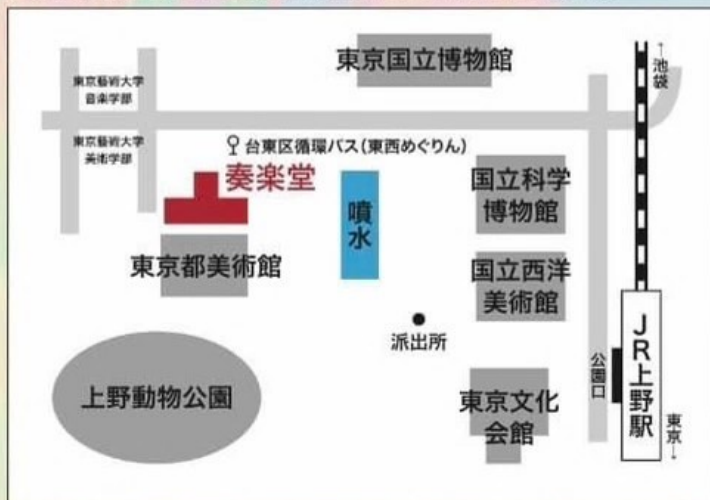 東京国立博物館
↑池袋
東京藝術大学
音楽学部
東京藝術大学
美術学部
台東区循環バス(東西めぐりん)
奏楽堂
噴水
国立科学
博物館
東京都美術館
国立西洋
美術館
派出所
上野動物公園
東京文化
会館
公園口
JR上野駅
東京→